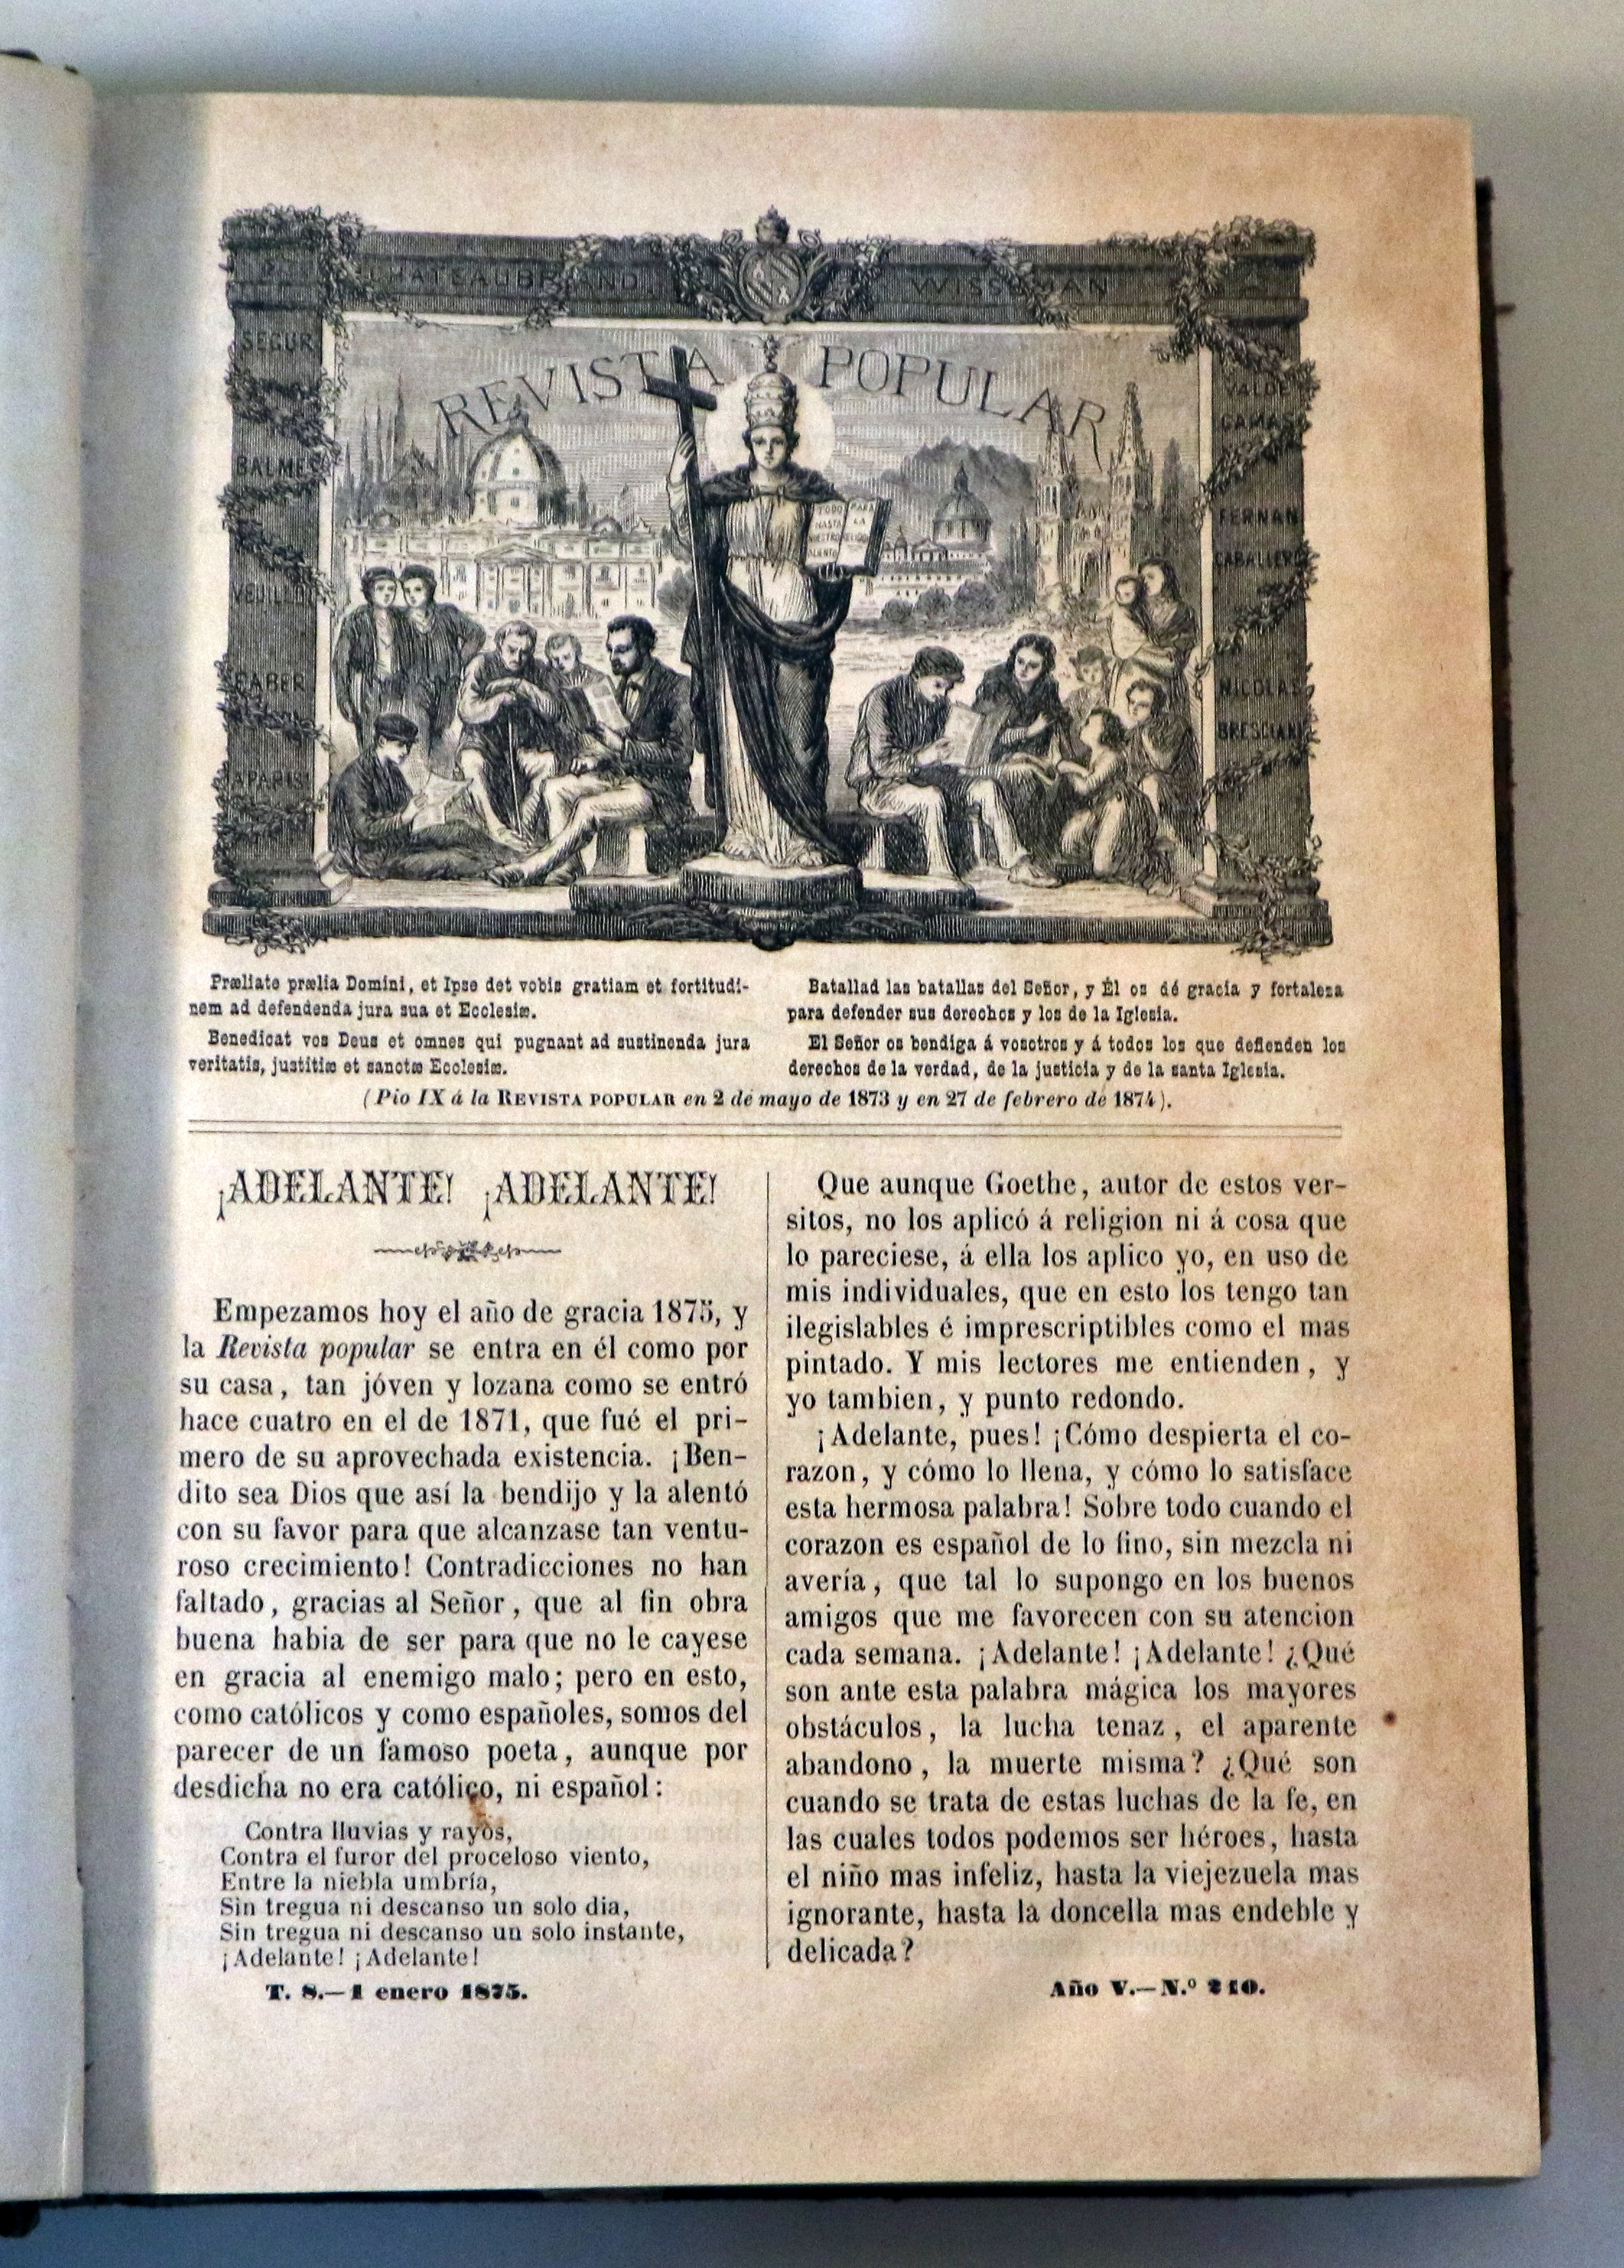 CHATEAUBRIAND
WISSEMAN
SEGUR
BALMES
VEUILLOT
FABER
APARISI
REVISTA POPULAR
TODO
HASTA
NUESTRO
ALIENTO
PARA
LA
RELIGION
VALDE
GAMAS
FERNAN
CABALLERO
NICOLAS
BRESCIANI
Præliate prælia Domini, et Ipse det vobis gratiam et fortitudi-
nem ad defendenda jura sua et Ecclesiæ.
Benedicat vos Deus et omnes qui pugnant ad sustinenda jura
veritatis, justitiæ et sanctæ Ecclesiæ.
Batallad las batallas del Señor, y Él os dé gracia y fortaleza
para defender sus derechos y los de la Iglesia.
El Señor os bendiga á vosotros y á todos los que defienden los
derechos de la verdad, de la justicia y de la santa Iglesia.
(Pio IX á la REVISTA POPULAR en 2 de mayo de 1873 y en 27 de febrero de 1874).
¡ADELANTE! ¡ADELANTE!
Empezamos hoy el año de gracia 1875, y
la Revista popular se entra en él como por
su casa, tan jóven y lozana como se entró
hace cuatro en el de 1871, que fué el pri-
mero de su aprovechada existencia. ¡Ben-
dito sea Dios que así la bendijo y la alentó
con su favor para que alcanzase tan ventu-
roso crecimiento! Contradicciones no han
faltado, gracias al Señor, que al fin obra
buena habia de ser para que no le cayese
en gracia al enemigo malo; pero en esto,
como católicos y como españoles, somos del
parecer de un famoso poeta, aunque por
desdicha no era católico, ni español:
Contra lluvias y rayos,
Contra el furor del proceloso viento,
Entre la niebla umbría,
Sin tregua ni descanso un solo dia,
Sin tregua ni descanso un solo instante,
¡Adelante! ¡Adelante!
T. 8.—1 enero 1875.
Que aunque Goethe, autor de estos ver-
sitos, no los aplicó á religion ni á cosa que
lo pareciese, á ella los aplico yo, en uso de
mis individuales, que en esto los tengo tan
ilegislables é imprescriptibles como el mas
pintado. Y mis lectores me entienden, y
yo tambien, y punto redondo.
¡Adelante, pues! ¡Cómo despierta el co-
razon, y cómo lo llena, y cómo lo satisface
esta hermosa palabra! Sobre todo cuando el
corazon es español de lo fino, sin mezcla ni
avería, que tal lo supongo en los buenos
amigos que me favorecen con su atencion
cada semana. ¡Adelante! ¡Adelante! ¿Qué
son ante esta palabra mágica los mayores
obstáculos, la lucha tenaz, el aparente
abandono, la muerte misma? ¿Qué son
cuando se trata de estas luchas de la fe, en
las cuales todos podemos ser héroes, hasta
el niño mas infeliz, hasta la viejezuela mas
ignorante, hasta la doncella mas endeble y
delicada?
Año V.—N.º 210.